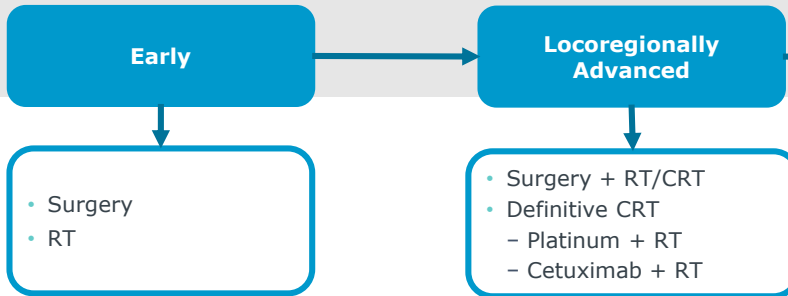 Early
Locoregionally
Advanced
• Surgery
• RT
• Surgery + RT/CRT
• Definitive CRT
– Platinum + RT
– Cetuximab + RT